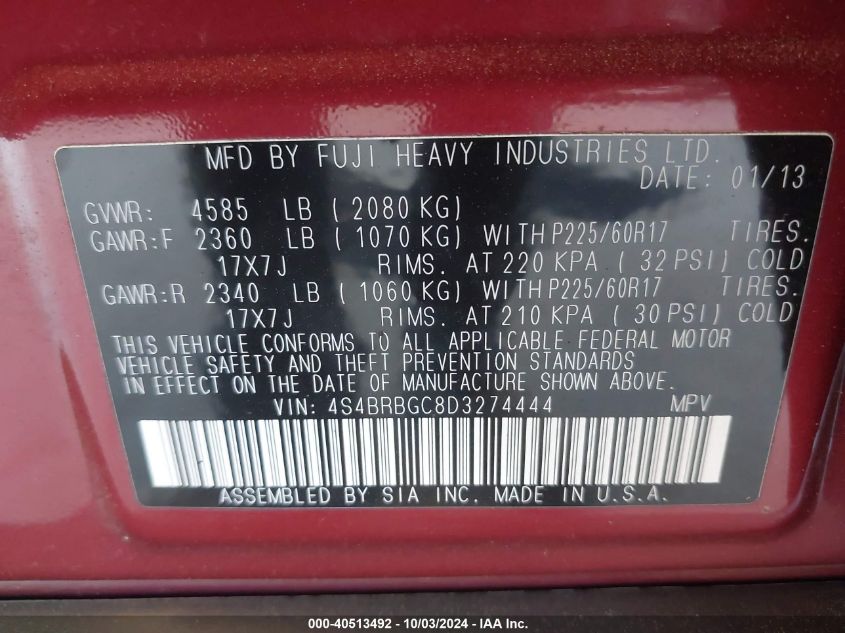 MFD BY FUJI HEAVY INDUSTRIES LTD.
DATE: 01/13
GVWR: 4585 LB ( 2080 KG)
GAWR:F 2360 LB ( 1070 KG) WITH P225/60R17 TIRES.
17X7J RIMS. AT 220 KPA ( 32 PSI) COLD
GAWR:R 2340 LB ( 1060 KG) WITH P225/60R17 TIRES.
17X7J RIMS. AT 210 KPA ( 30 PSI) COLD
THIS VEHICLE CONFORMS TO ALL APPLICABLE FEDERAL MOTOR
VEHICLE SAFETY AND THEFT PREVENTION STANDARDS
IN EFFECT ON THE DATE OF MANUFACTURE SHOWN ABOVE.
VIN: 4S4BRBGC8D3274444 MPV
ASSEMBLED BY SIA INC. MADE IN U.S.A.
000-40513492 - 10/03/2024 - IAA Inc.